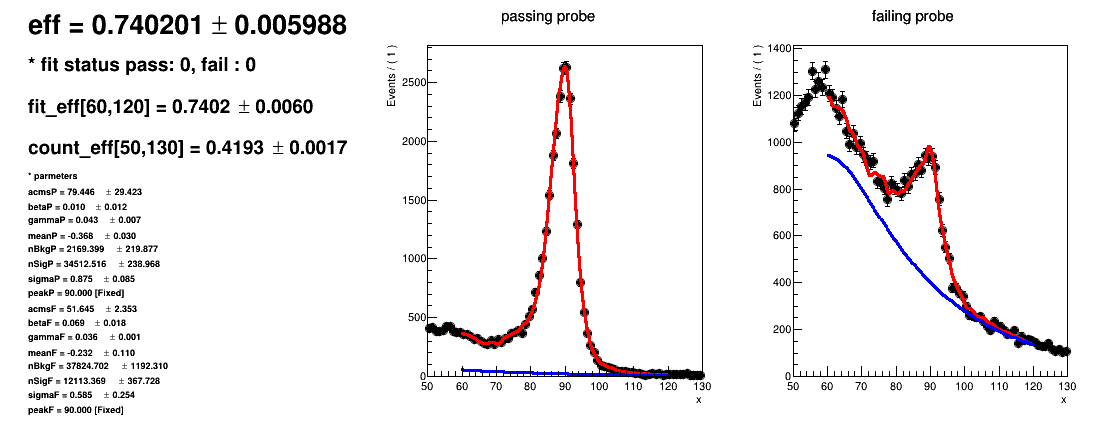 eff = 0.740201 ± 0.005988
* fit status pass: 0, fail : 0
fit_eff[60,120] = 0.7402 ± 0.0060
count_eff[50,130] = 0.4193 ± 0.0017
* parmeters
acmsP = 79.446 ± 29.423
betaP = 0.010 ± 0.012
gammaP = 0.043 ± 0.007
meanP = -0.368 ± 0.030
nBkgP = 2169.399 ± 219.877
nSigP = 34512.516 ± 238.968
sigmaP = 0.875 ± 0.085
peakP = 90.000 [Fixed]
acmsF = 51.645 ± 2.353
betaF = 0.069 ± 0.018
gammaF = 0.036 ± 0.001
meanF = -0.232 ± 0.110
nBkgF = 37824.702 ± 1192.310
nSigF = 12113.369 ± 367.728
sigmaF = 0.585 ± 0.254
peakF = 90.000 [Fixed]
passing probe
Events / ( 1 )
2500
2000
1500
1000
500
0
50 60 70 80 90 100 110 120 130
x
failing probe
Events / ( 1 )
1400
1200
1000
800
600
400
200
0
50 60 70 80 90 100 110 120 130
x